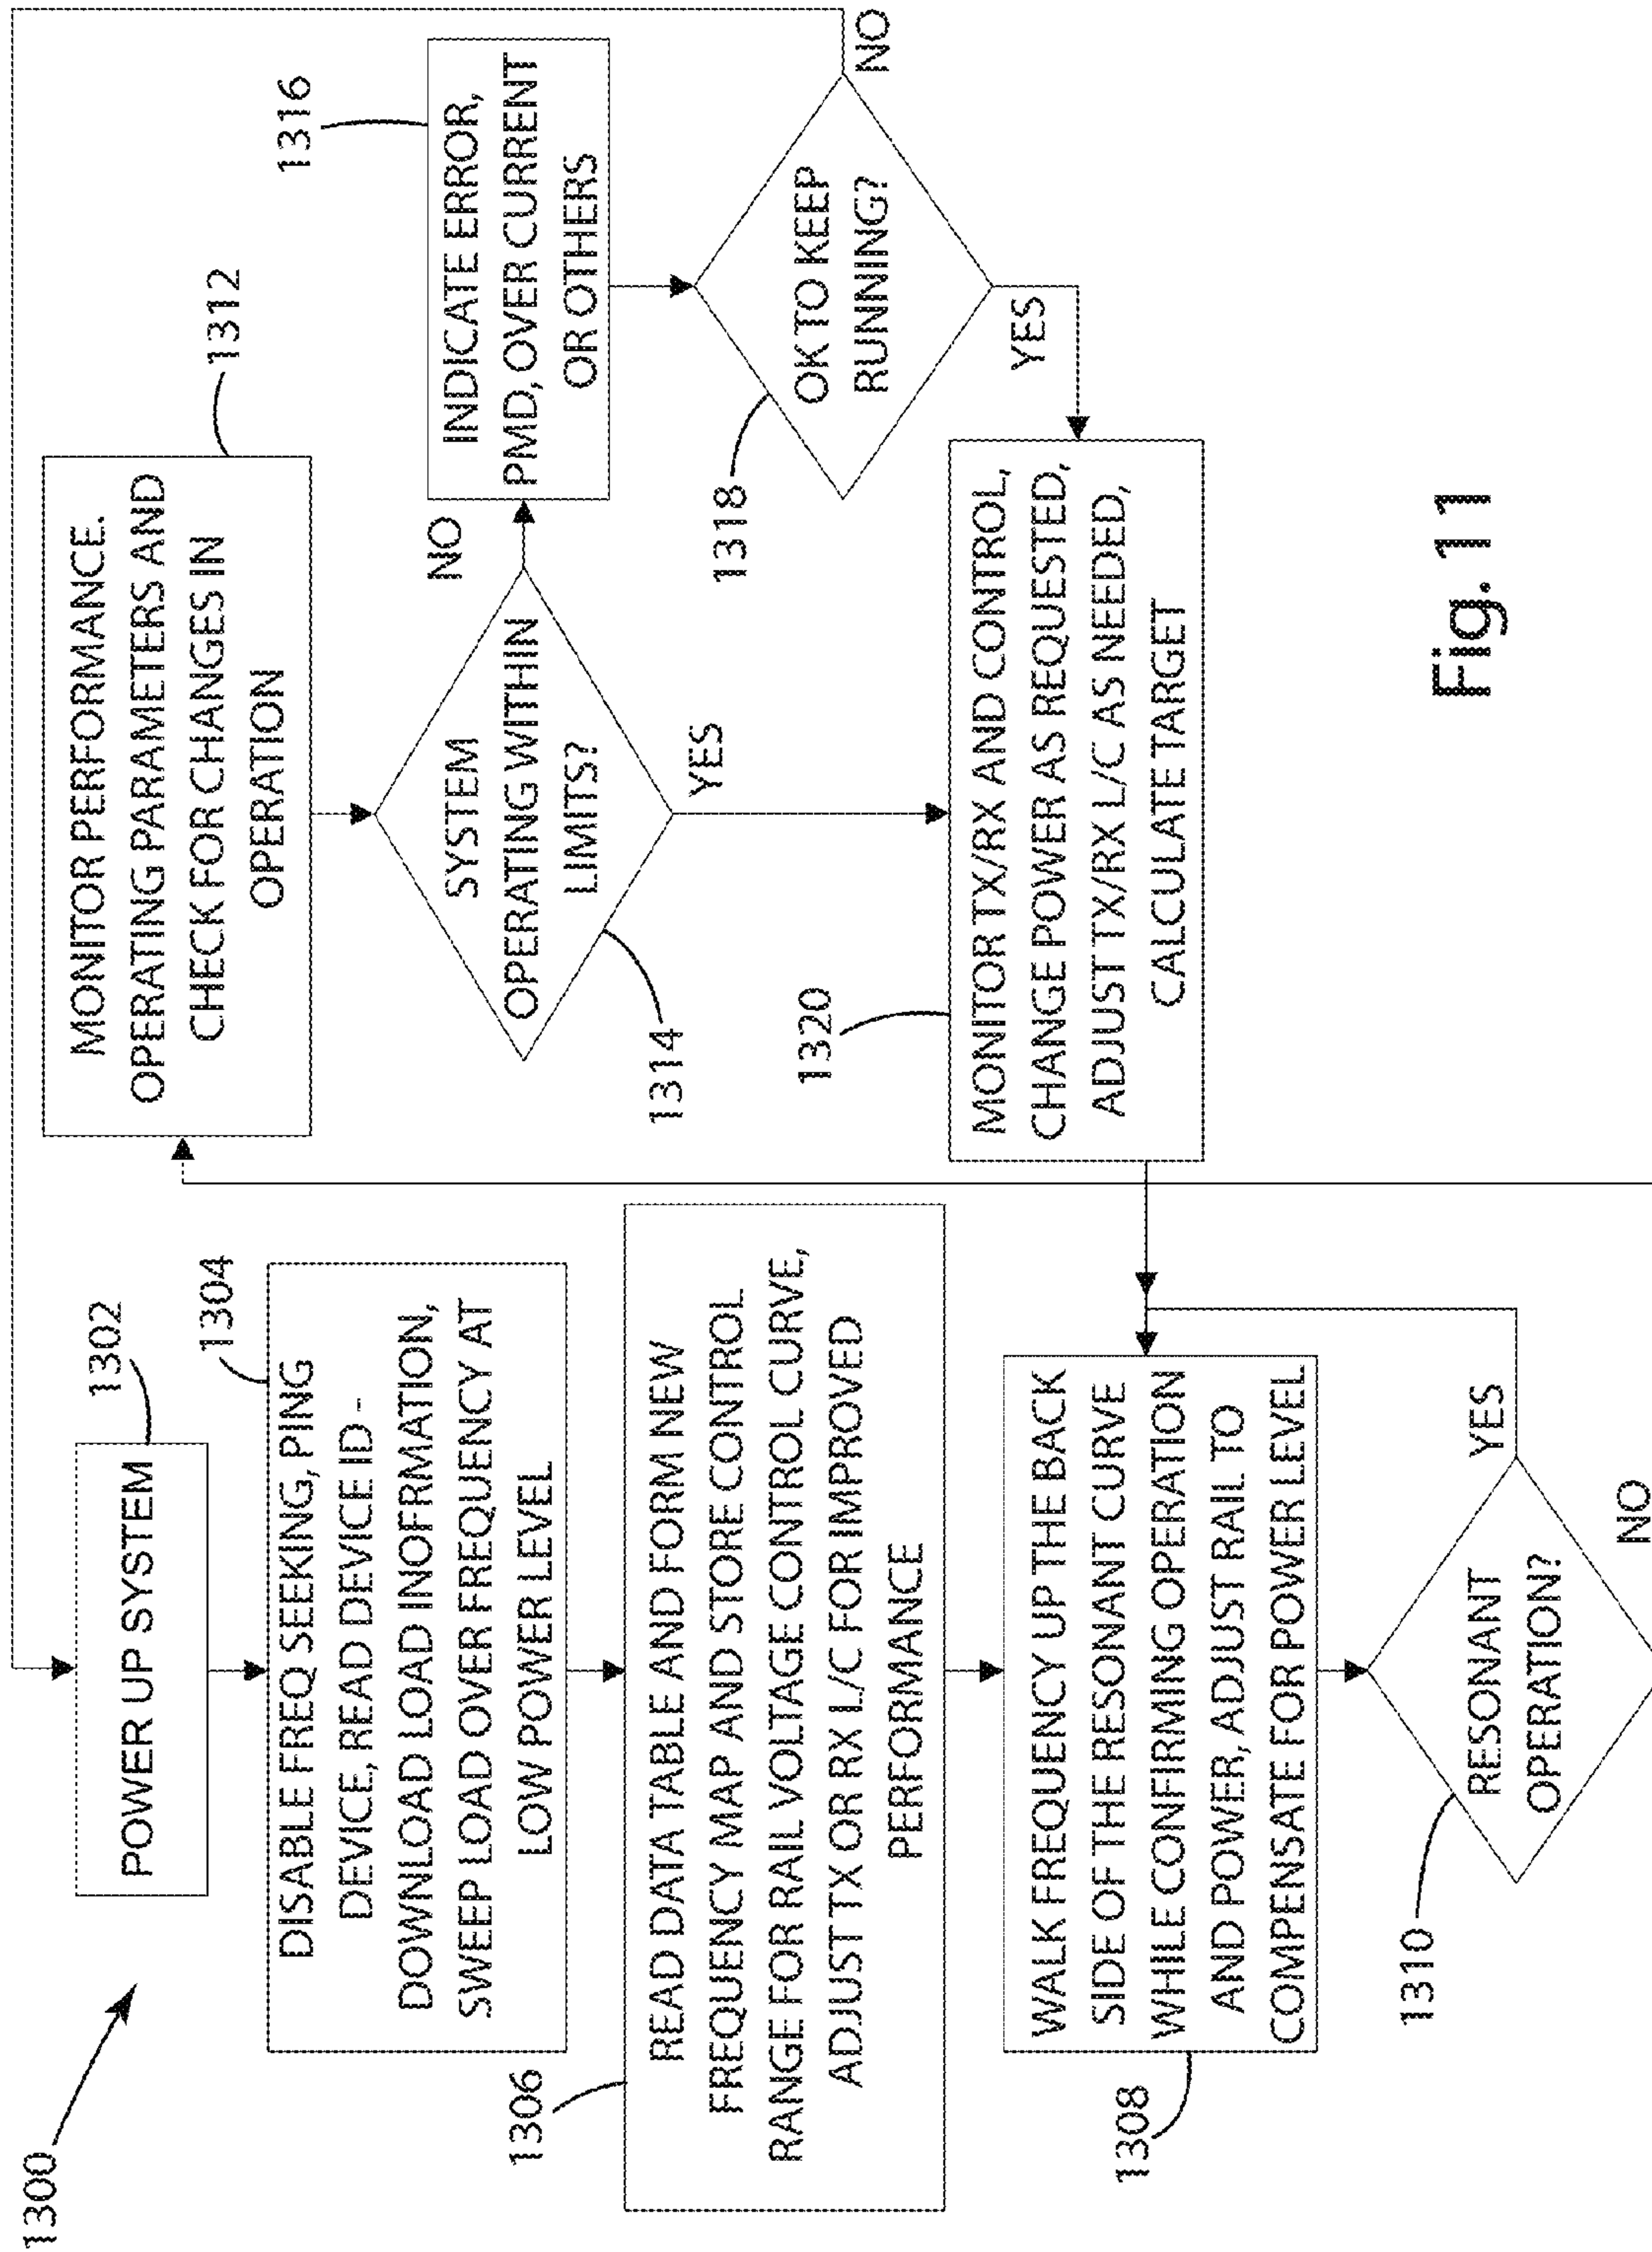 1300
POWER UP SYSTEM
1302
DISABLE FREQ SEEKING, PING
DEVICE, READ DEVICE ID -
DOWNLOAD LOAD INOFRMATION,
SWEEP LOAD OVER FREQUENCY AT
LOW POWER LEVEL
1304
READ DATA TABLE AND FORM NEW
FREQUENCY MAP AND STORE CONTROL
RANGE FOR RAIL VOLTAGE CONTROL CURVE,
ADJUST TX OR RX L/C FOR IMPROVED
PERFORMANCE
1306
WALK FREQUENCY UP THE BACK
SIDE OF THE RESONANT CURVE
WHILE CONFIRMING OPERATION
AND POWER, ADJUST RAIL TO
COMPENSATE FOR POWER LEVEL
1308
RESONANT
OPERATION?
1310
YES
NO
MONITOR PERFORMANCE.
OPERATING PARAMETERS AND
CHECK FOR CHANGES IN
OPERATION
1312
SYSTEM
OPERATING WITHIN
LIMITS?
1314
NO
YES
INDICATE ERROR,
PMD, OVER CURRENT
OR OTHERS
1316
OK TO KEEP
RUNNING?
1318
NO
YES
MONITOR TX/RX AND CONTROL,
CHANGE POWER AS REQUESTED,
ADJUST TX/RX L/C AS NEEDED,
CALCULATE TARGET
1320
Fig. 11